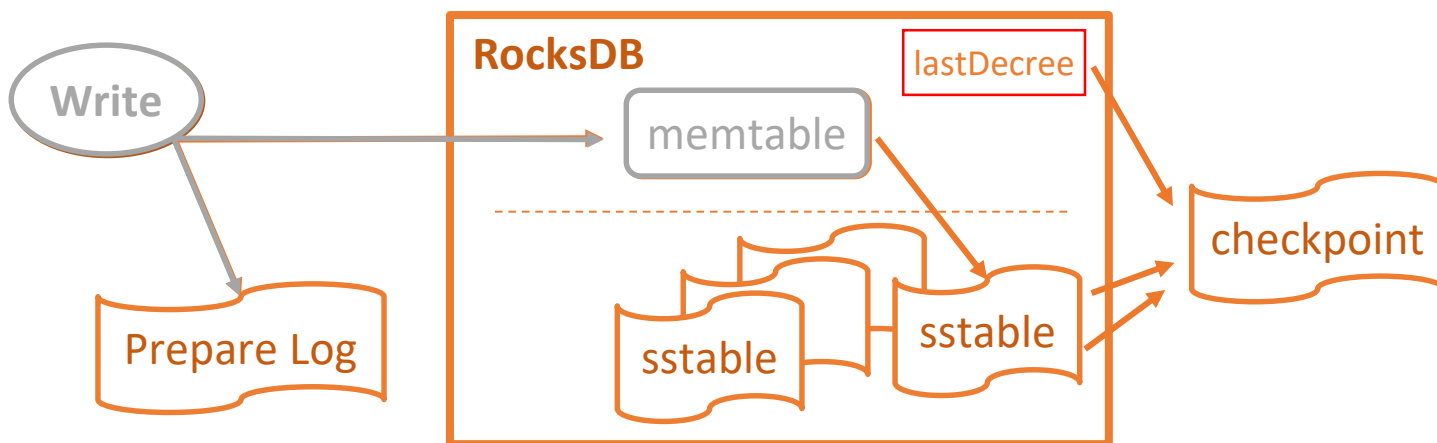 RocksDB
lastDecree
Write
memtable
checkpoint
Prepare Log
sstable
sstable